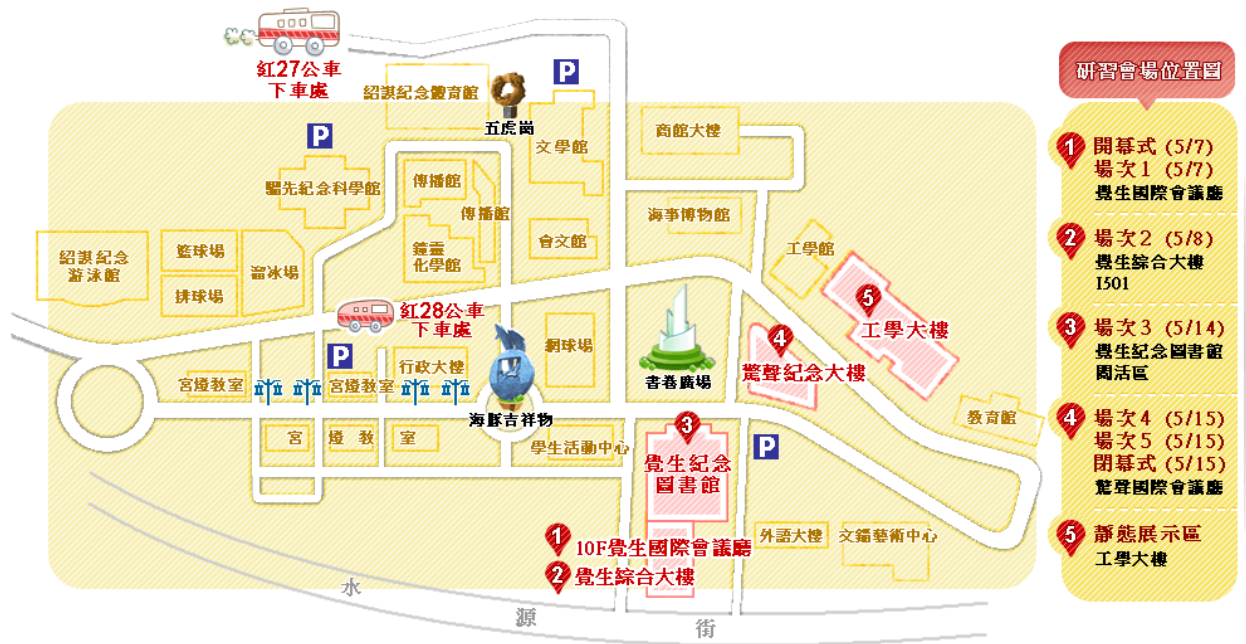 紅27公車
下車處
紹謨紀念體育館
P
五虎崗
文學館
商館大樓
P
騮先紀念科學館
傳播館
傳播館
海事博物館
會文館
鍾靈
化學館
工學館
紹謨紀念
游泳館
籃球場
排球場
溜冰場
5
工學大樓
紅28公車
下車處
網球場
4
驚聲紀念大樓
P
行政大樓
書卷廣場
宮燈教室
宮燈教室
海豚吉祥物
教育館
宮 燈 教 室
學生活動中心
3
覺生紀念
圖書館
P
外語大樓
文錙藝術中心
1
10F覺生國際會議廳
2
覺生綜合大樓
水 源 街
研習會場位置圖
1
開幕式 (5/7)
場次1 (5/7)
覺生國際會議廳
2
場次2 (5/8)
覺生綜合大樓
I501
3
場次3 (5/14)
覺生紀念圖書館
閱活區
4
場次4 (5/15)
場次5 (5/15)
閉幕式 (5/15)
驚聲國際會議廳
5
靜態展示區
工學大樓